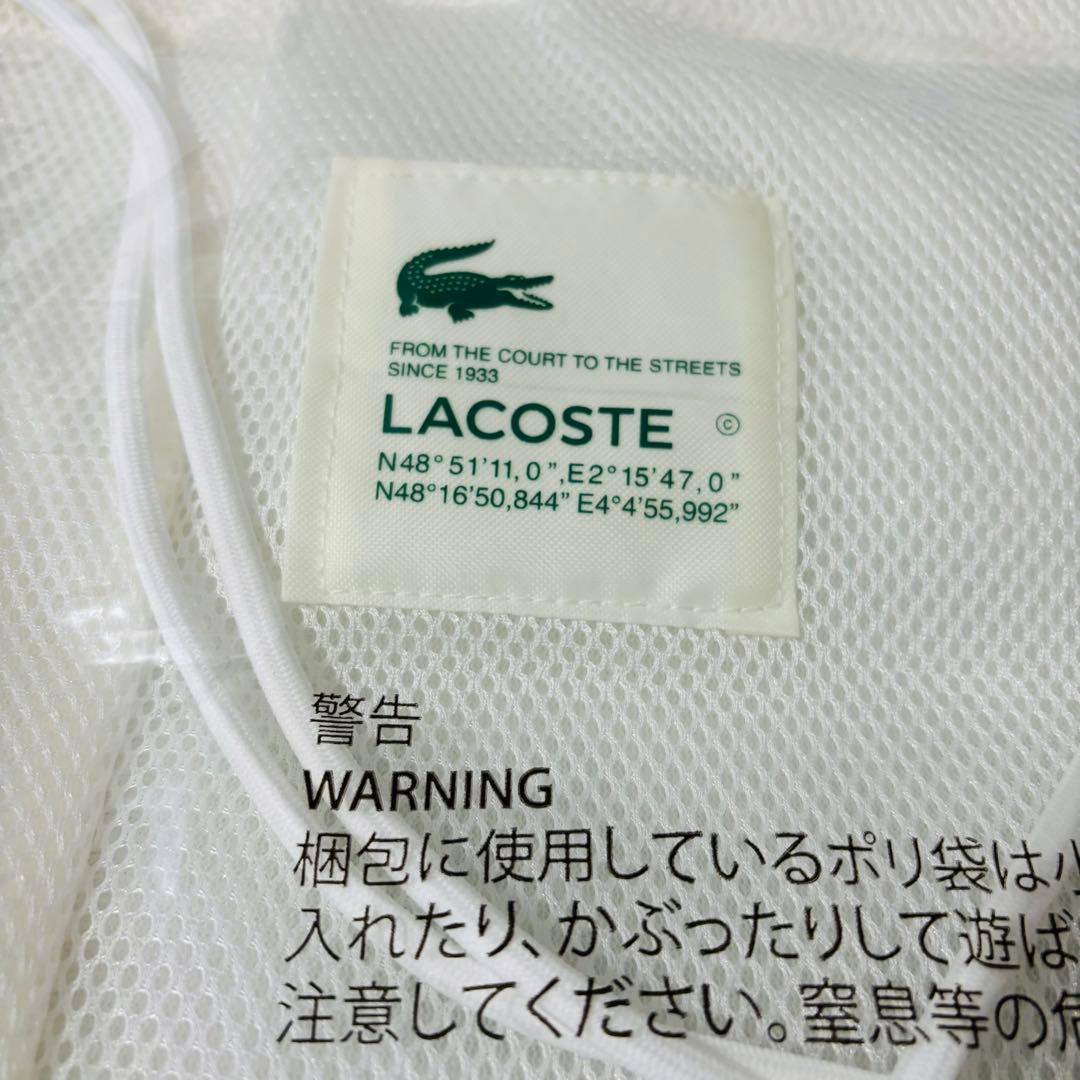 FROM THE COURT TO THE STREETS
SINCE 1933
LACOSTE ©
N48°51'11,0",E2°15'47,0"
N48°16'50,844" E4°4'55,992"
警告
WARNING
梱包に使用しているポリ袋は小
入れたり、かぶったりして遊ば
注意してください。窒息等の危